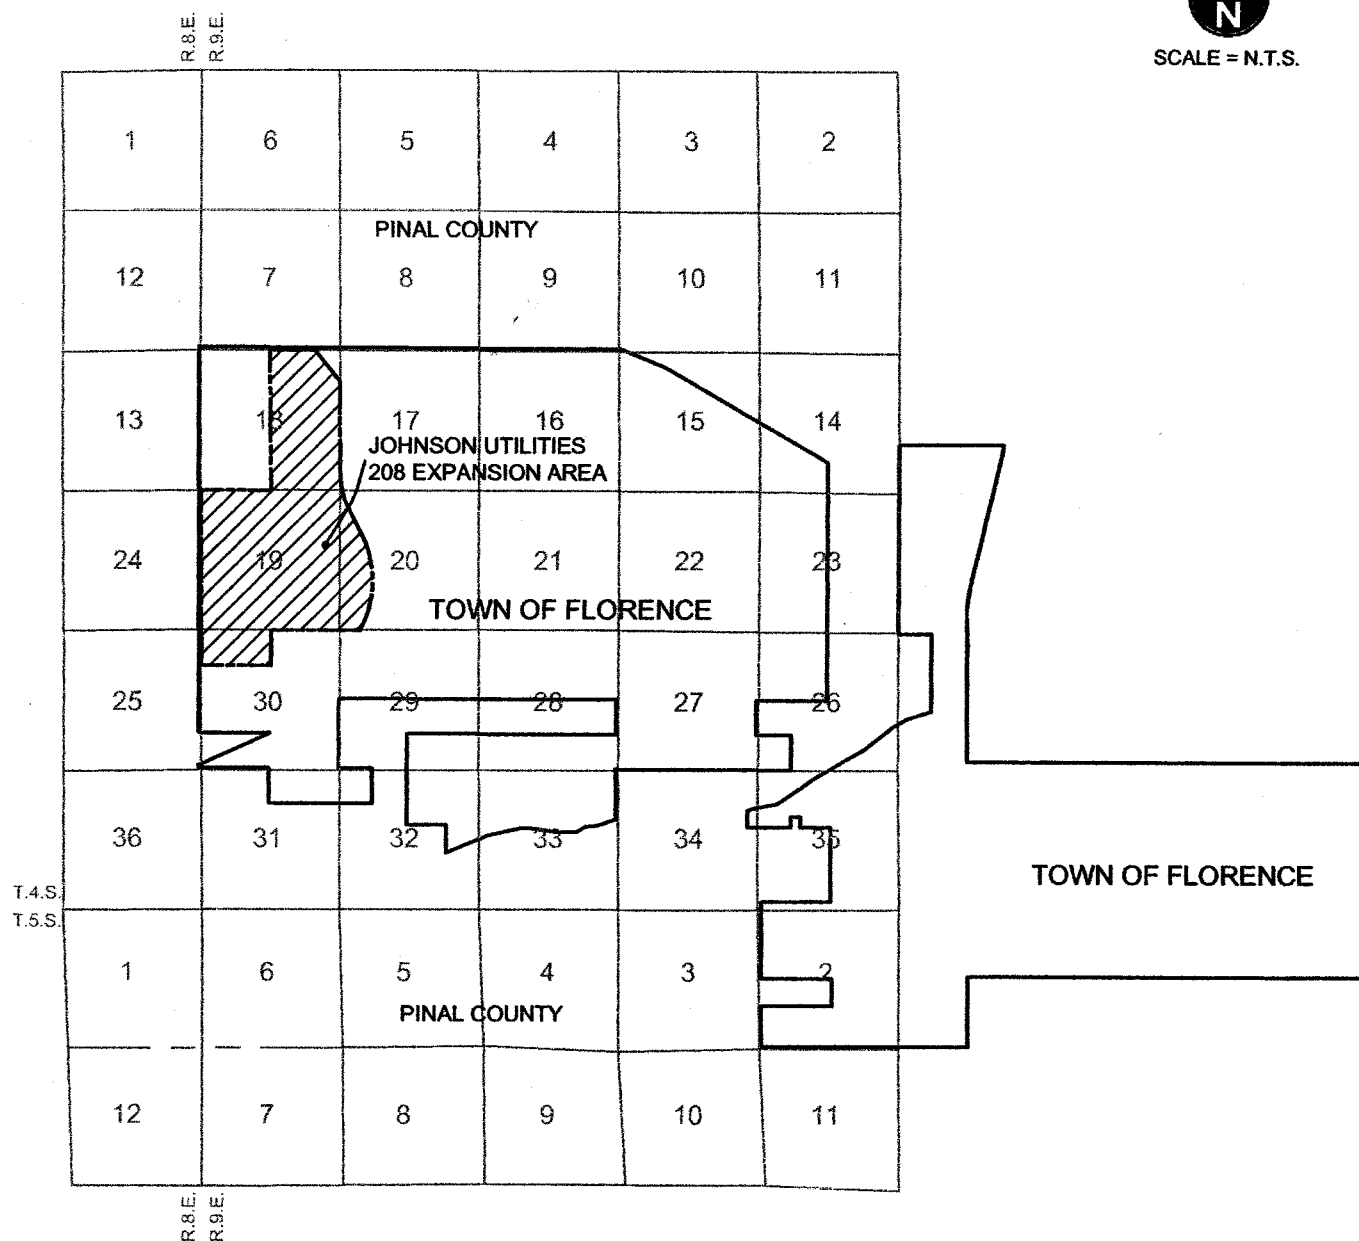 R.8.E.
R.9.E.
N
SCALE = N.T.S.
1 6 5 4 3 2
PINAL COUNTY
12 7 8 9 10 11
13 18 17 16 15 14
JOHNSON UTILITIES
208 EXPANSION AREA
24 19 20 21 22 23
TOWN OF FLORENCE
25 30 29 28 27 26
36 31 32 33 34 35
TOWN OF FLORENCE
T.4.S.
T.5.S.
1 6 5 4 3 2
PINAL COUNTY
12 7 8 9 10 11
R.8.E.
R.9.E.